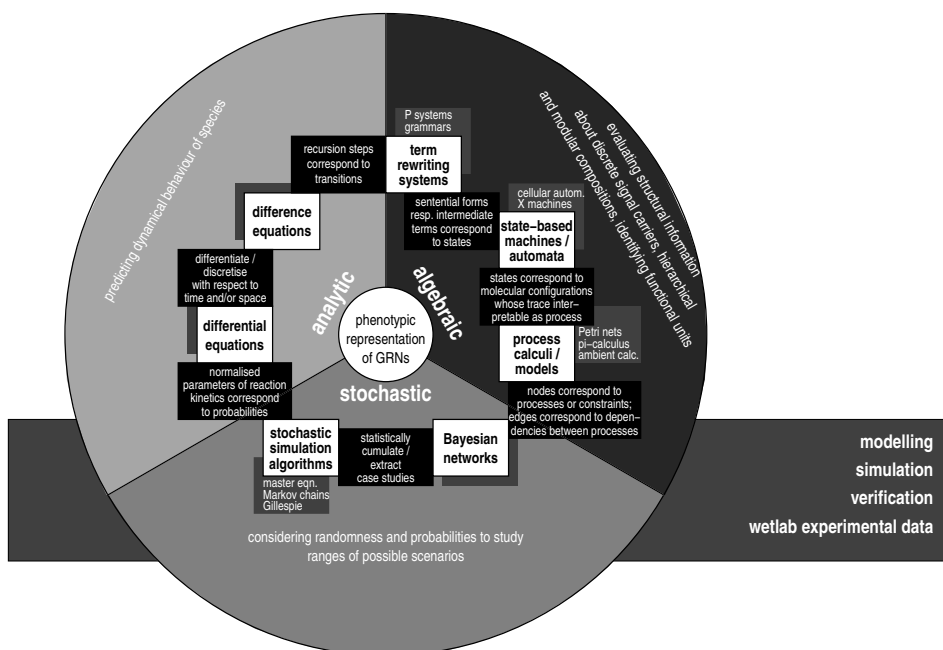 predicting dynamical behaviour of species
evaluating structural information
about discrete signal carriers, hierarchical
and modular compositions, identifying functional units
P systems
grammars
recursion steps
correspond to
transitions
term
rewriting
systems
difference
equations
sentential forms
resp. intermediate
terms correspond
to states
cellular autom.
X machines
state−based
machines /
automata
differentiate /
discretise
with respect to
time and/or space
analytic
algebraic
states correspond to
molecular configurations
whose trace inter−
pretable as process
differential
equations
phenotypic
representation
of GRNs
process
calculi /
models
Petri nets
pi−calculus
ambient calc.
normalised
parameters of reaction
kinetics correspond
to probabilities
stochastic
nodes correspond to
processes or constraints;
edges correspond to depen−
dencies between processes
stochastic
simulation
algorithms
statistically
cumulate /
extract
case studies
Bayesian
networks
master eqn.
Markov chains
Gillespie
considering randomness and probabilities to study
ranges of possible scenarios
modelling
simulation
verification
wetlab experimental data